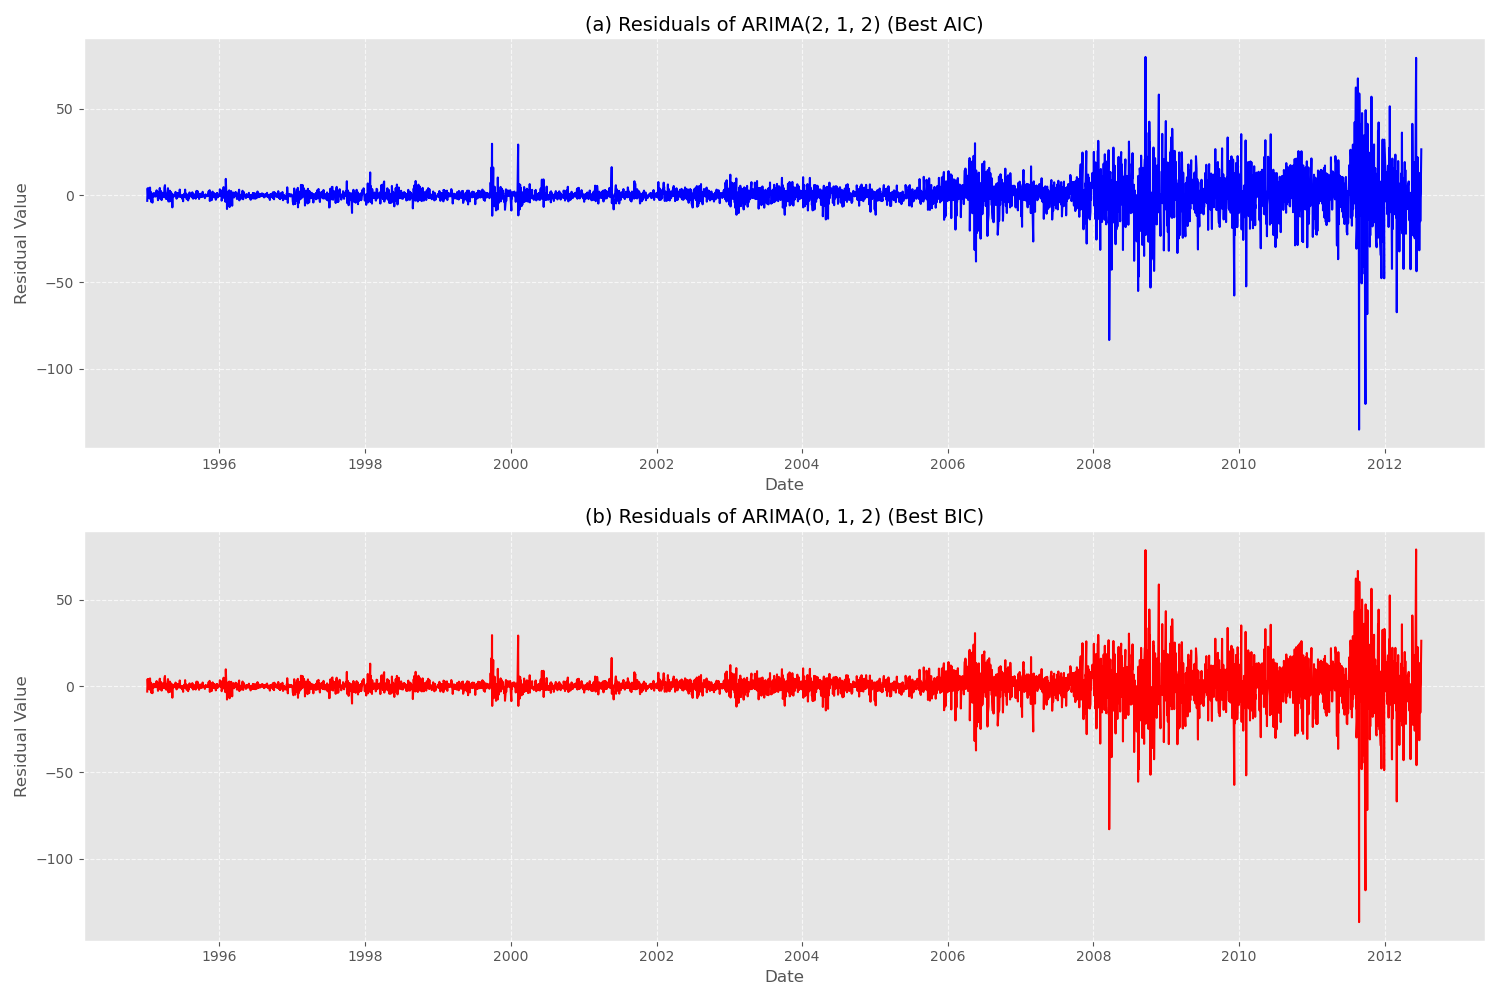 (a) Residuals of ARIMA(2, 1, 2) (Best AIC)
Residual Value
50
0
−50
−100
1996 1998 2000 2002 2004 2006 2008 2010 2012
Date
(b) Residuals of ARIMA(0, 1, 2) (Best BIC)
Residual Value
50
0
−50
−100
1996 1998 2000 2002 2004 2006 2008 2010 2012
Date